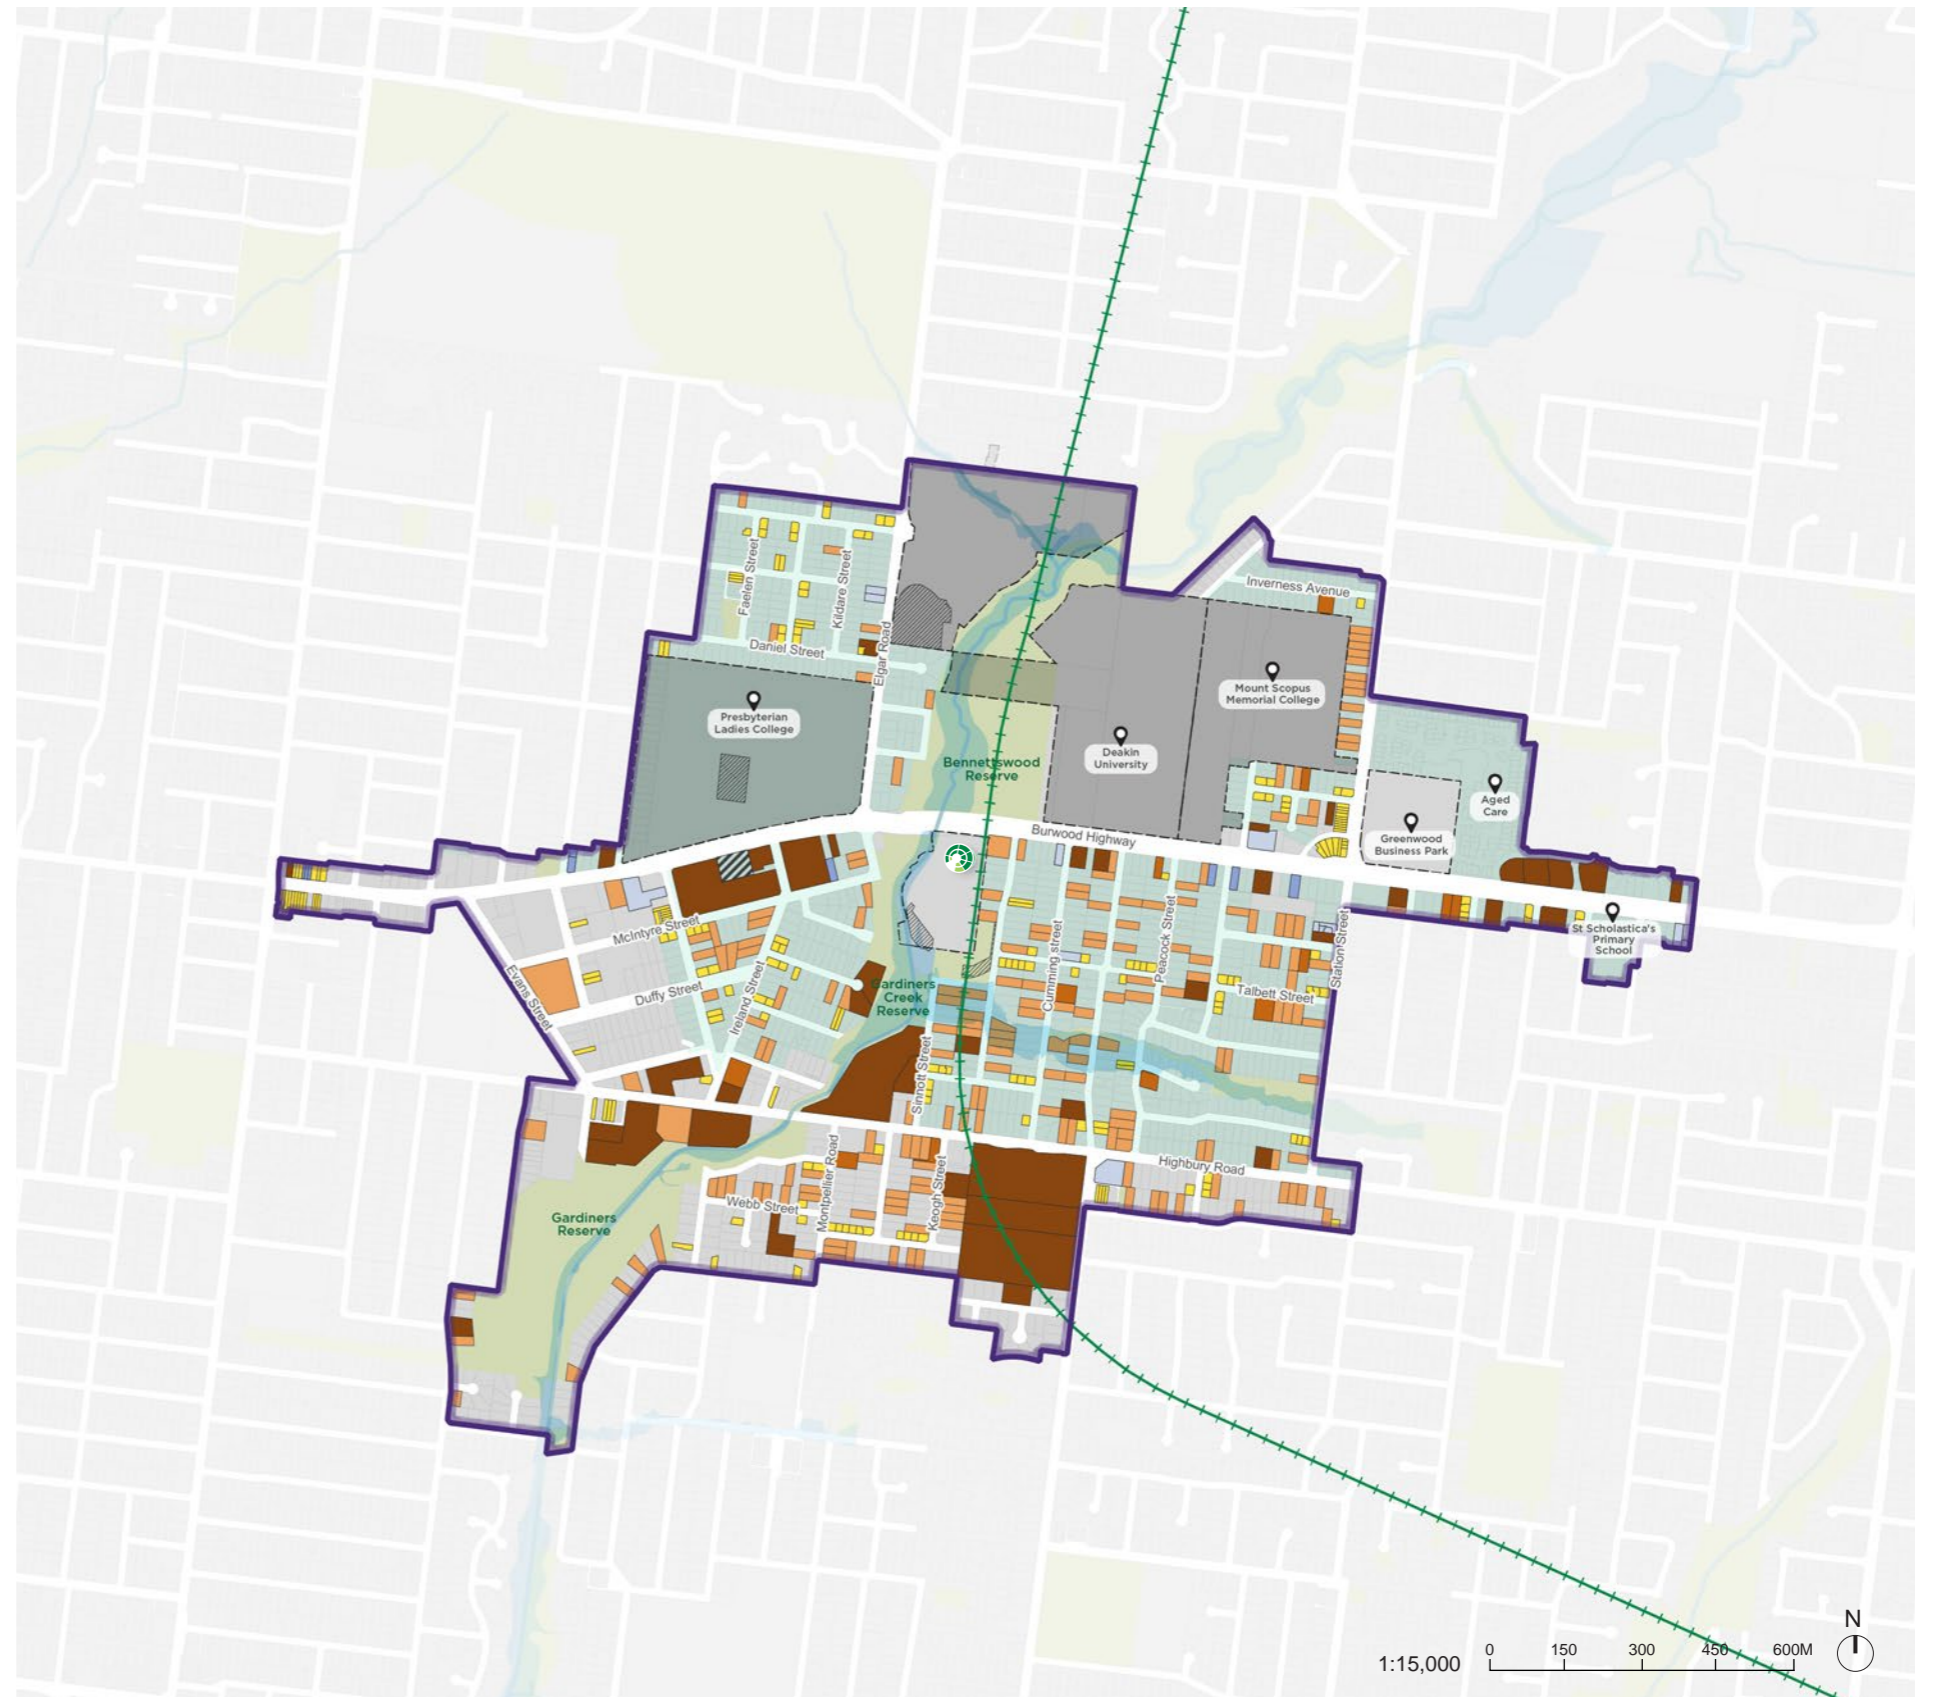 Inverness Avenue
Faelen Street
Kildare Street
Daniel Street
Elgar Road
Presbyterian
Ladies College
Mount Scopus
Memorial College
Deakin
University
Bennettswood
Reserve
Aged
Care
Greenwood
Business Park
Burwood Highway
McIntyre Street
Evans Street
Duffy Street
Ireland Street
Gardiners
Creek
Reserve
Cumming street
Peacock Street
Station Street
St Scholastica's
Primary
School
Talbett Street
Sinnott Street
Highbury Road
Montpellier Road
Keogh Street
Webb Street
Gardiners
Reserve
N
1:15,000
0 150 300 450 600M